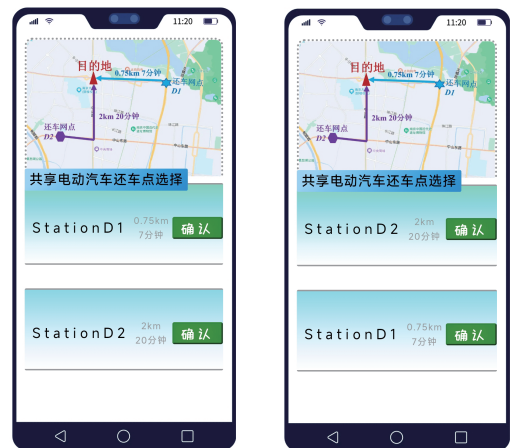 11:20
目的地
0.75km 7分钟
还车网点
D1
2km 20分钟
还车网点
D2
共享电动汽车还车点选择
StationD1
0.75km
7分钟
确认
StationD2
2km
20分钟
确认
11:20
目的地
0.75km 7分钟
还车网点
D1
2km 20分钟
还车网点
D2
共享电动汽车还车点选择
StationD2
2km
20分钟
确认
StationD1
0.75km
7分钟
确认